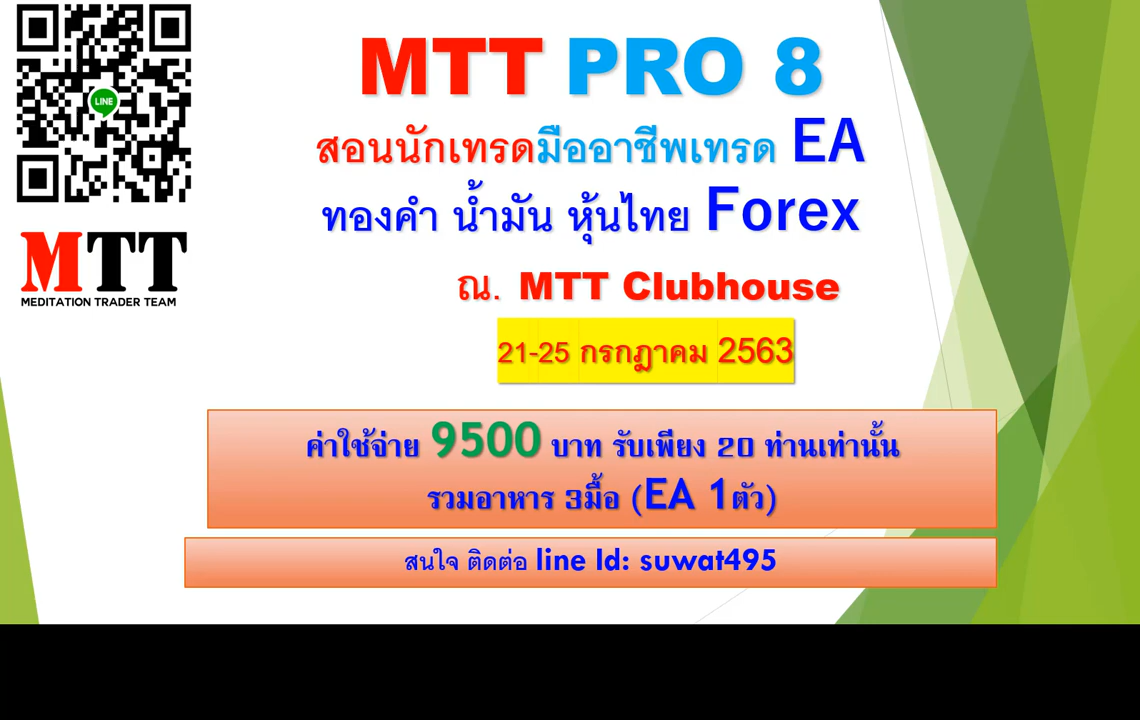 LINE
MTT
MEDITATION TRADER TEAM
MTT PRO 8
สอนนักเทรดมืออาชีพเทรด EA
ทองคำ น้ำมัน หุ้นไทย Forex
ณ. MTT Clubhouse
21-25 กรกฎาคม 2563
ค่าใช้จ่าย 9500 บาท รับเพียง 20 ท่านเท่านั้น
รวมอาหาร 3มื้อ (EA 1ตัว)
สนใจ ติดต่อ line Id: suwat495